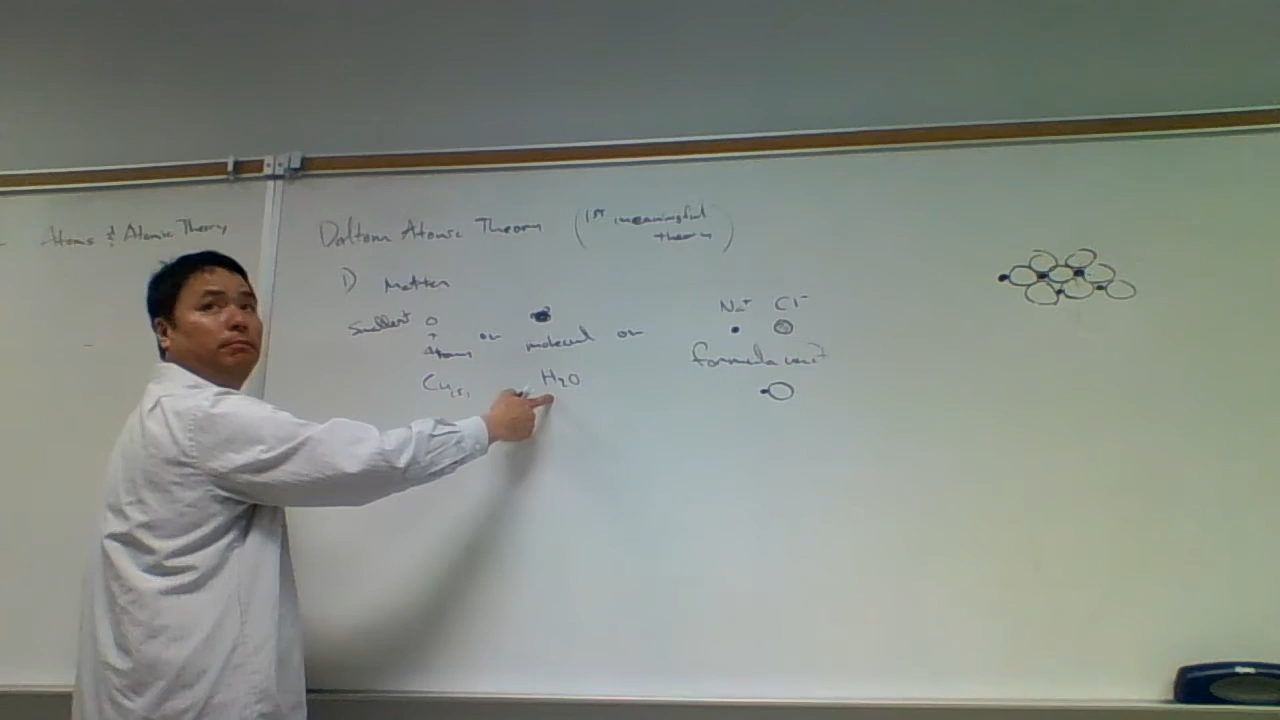 Atoms & Atomic Theory
Dalton Atomic Theory (1st meaningful
theory)
1) Matter
Smallest
Na+ Cl-
Atoms or molecul or formula unit
Cu(s) H2O